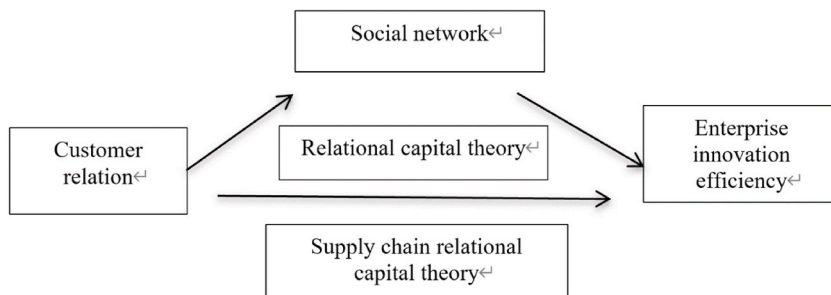 Social network↵
Customer
relation↵
Relational capital theory↵
Enterprise
innovation
efficiency↵
Supply chain relational
capital theory↵